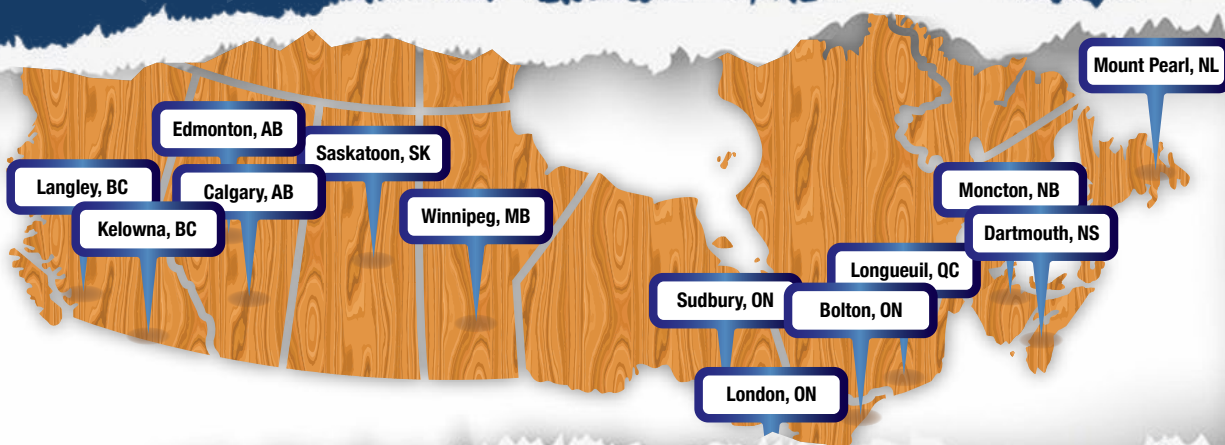 Mount Pearl, NL
Edmonton, AB
Saskatoon, SK
Langley, BC
Calgary, AB
Moncton, NB
Winnipeg, MB
Kelowna, BC
Dartmouth, NS
Longueuil, QC
Sudbury, ON
Bolton, ON
London, ON